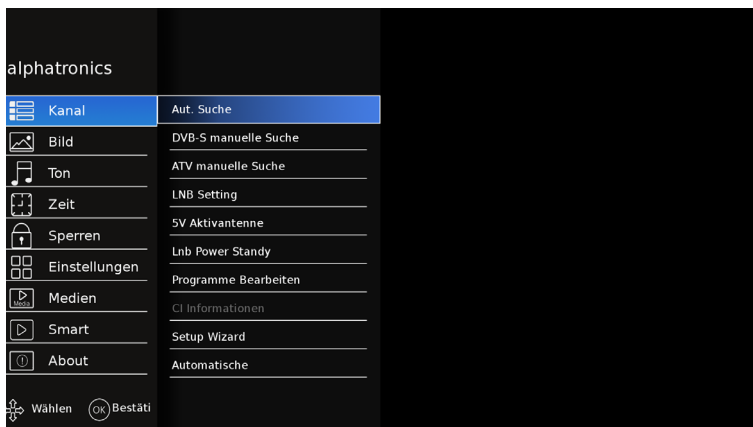 alphatronics
Kanal
Bild
Ton
Zeit
Sperren
Einstellungen
Media
Medien
Smart
About
Wählen
OK Bestäti
Aut. Suche
DVB-S manuelle Suche
ATV manuelle Suche
LNB Setting
5V Aktivantenne
Lnb Power Standy
Programme Bearbeiten
CI Informationen
Setup Wizard
Automatische